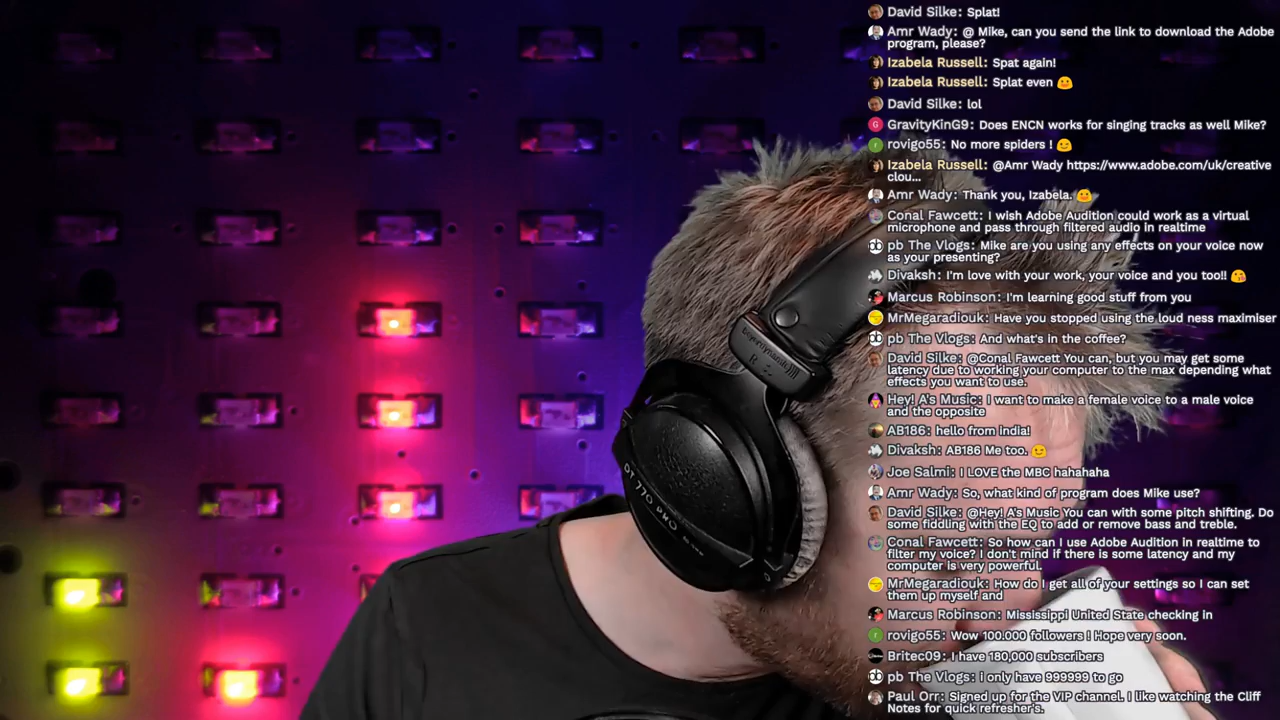 David Silke: Splat!
Amr Wady: @ Mike, can you send the link to download the Adobe
program, please?
Izabela Russell: Spat again!
Izabela Russell: Splat even
David Silke: lol
G GravityKinG9: Does ENCN works for singing tracks as well Mike?
r rovigo55: No more spiders !
Izabela Russell: @Amr Wady https://www.adobe.com/uk/creative
clou...
Amr Wady: Thank you, Izabela.
Conal Fawcett: I wish Adobe Audition could work as a virtual
microphone and pass through filtered audio in realtime
pb The Vlogs: Mike are you using any effects on your voice now
as your presenting?
Divaksh: I'm love with your work, your voice and you too!!
Marcus Robinson: I'm learning good stuff from you
MrMegaradiouk: Have you stopped using the loud ness maximiser
pb The Vlogs: And what's in the coffee?
David Silke: @Conal Fawcett You can, but you may get some
latency due to working your computer to the max depending what
effects you want to use.
Hey! A's Music: I want to make a female voice to a male voice
and the opposite
AB186: hello from india!
Divaksh: AB186 Me too.
Joe Salmi: I LOVE the MBC hahahaha
Amr Wady: So, what kind of program does Mike use?
David Silke: @Hey! A's Music You can with some pitch shifting. Do
some fiddling with the EQ to add or remove bass and treble.
Conal Fawcett: So how can I use Adobe Audition in realtime to
filter my voice? I don't mind if there is some latency and my
computer is very powerful.
MrMegaradiouk: How do I get all of your settings so I can set
them up myself and
Marcus Robinson: Mississippi United State checking in
r rovigo55: Wow 100.000 followers ! Hope very soon.
Britec09: I have 180,000 subscribers
pb The Vlogs: i only have 999999 to go
Paul Orr: Signed up for the VIP channel. I like watching the Cliff
Notes for quick refresher's.
beyerdynamic
R
DT 770 PRO